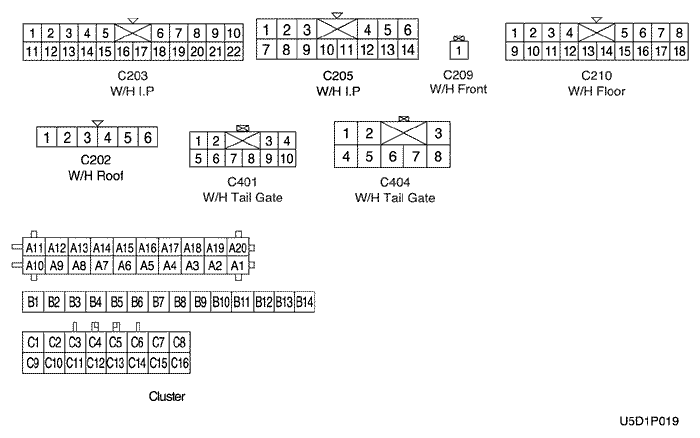 1 2 3 4 5 6 7 8 9 10
11 12 13 14 15 16 17 18 19 20 21 22
C203
W/H I.P
1 2 3 4 5 6
7 8 9 10 11 12 13 14
C205
W/H I.P
1
C209
W/H Front
1 2 3 4 5 6 7 8
9 10 11 12 13 14 15 16 17 18
C210
W/H Floor
1 2 3 4 5 6
C202
W/H Roof
1 2 3 4
5 6 7 8 9 10
C401
W/H Tail Gate
1 2 3
4 5 6 7 8
C404
W/H Tail Gate
A11 A12 A13 A14 A15 A16 A17 A18 A19 A20
A10 A9 A8 A7 A6 A5 A4 A3 A2 A1
B1 B2 B3 B4 B5 B6 B7 B8 B9 B10 B11 B12 B13 B14
C1 C2 C3 C4 C5 C6 C7 C8
C9 C10 C11 C12 C13 C14 C15 C16
Cluster
U5D1P019